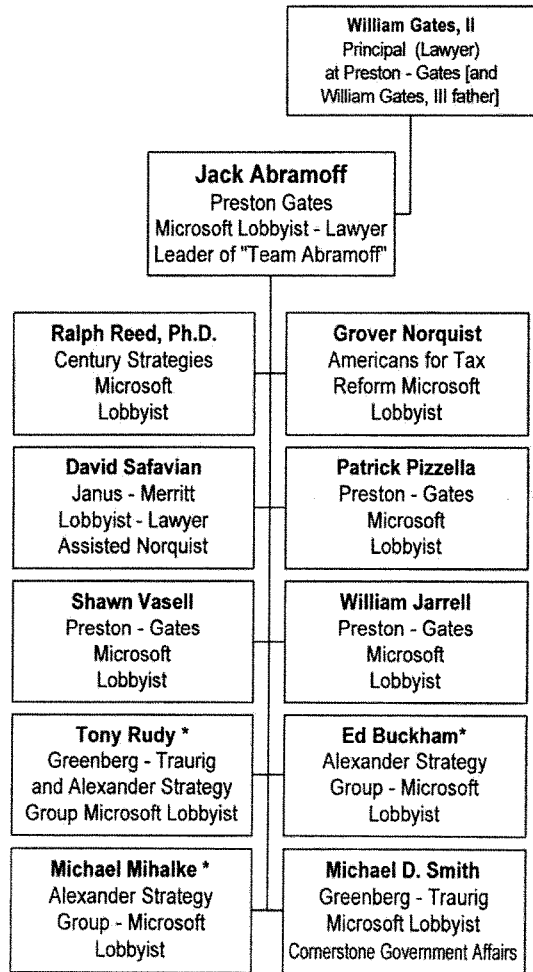 William Gates, II
Principal (Lawyer)
at Preston - Gates [and
William Gates, III father]
Jack Abramoff
Preston Gates
Microsoft Lobbyist - Lawyer
Leader of "Team Abramoff"
Ralph Reed, Ph.D.
Century Strategies
Microsoft
Lobbyist
Grover Norquist
Americans for Tax
Reform Microsoft
Lobbyist
David Safavian
Janus - Merritt
Lobbyist - Lawyer
Assisted Norquist
Patrick Pizzella
Preston - Gates
Microsoft
Lobbyist
Shawn Vasell
Preston - Gates
Microsoft
Lobbyist
William Jarrell
Preston - Gates
Microsoft
Lobbyist
Tony Rudy *
Greenberg - Traurig
and Alexander Strategy
Group Microsoft Lobbyist
Ed Buckham*
Alexander Strategy
Group - Microsoft
Lobbyist
Michael Mihalke *
Alexander Strategy
Group - Microsoft
Lobbyist
Michael D. Smith
Greenberg - Traurig
Microsoft Lobbyist
Cornerstone Government Affairs